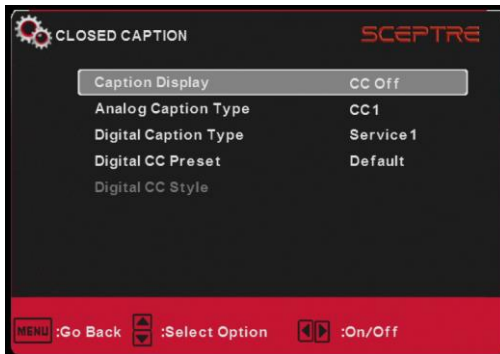 CLOSED CAPTION SCEPTRE
Caption Display CC Off
Analog Caption Type CC1
Digital Caption Type Service1
Digital CC Preset Default
Digital CC Style
MENU :Go Back :Select Option :On/Off